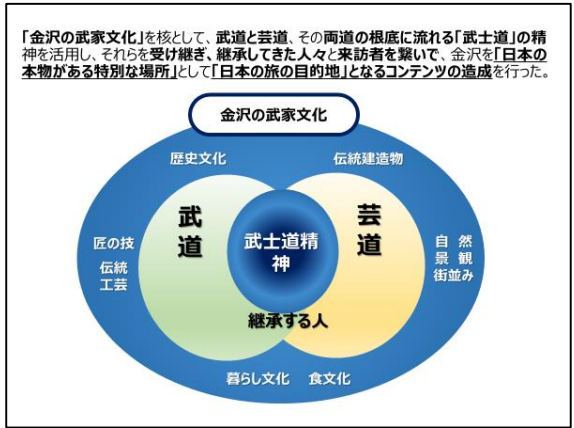 「金沢の武家文化」を核として、武道と芸道、その両道の根底に流れる「武士道」の精
神を活用し、それらを受け継ぎ、継承してきた人々と来訪者を繋いで、金沢を「日本の
本物がある特別な場所」として「日本の旅の目的地」となるコンテンツの造成を行った。
金沢の武家文化
歴史文化
伝統建造物
武
道
芸
道
武士道精
神
匠の技
伝統
工芸
自 然
景 観
街並み
継承する人
暮らし文化 食文化